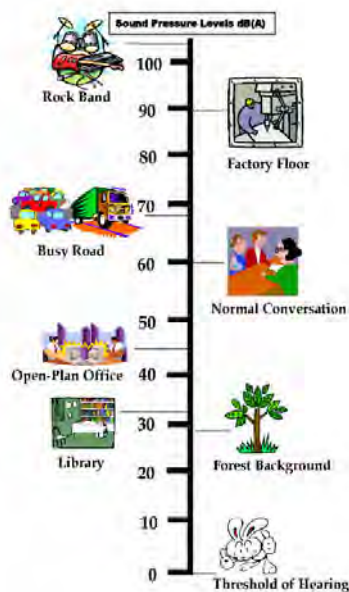 Sound Pressure Levels dB(A)
100
Rock Band
90
Factory Floor
80
70
Busy Road
60
Normal Conversation
50
Open-Plan Office
40
30
Library
Forest Background
20
10
0
Threshold of Hearing